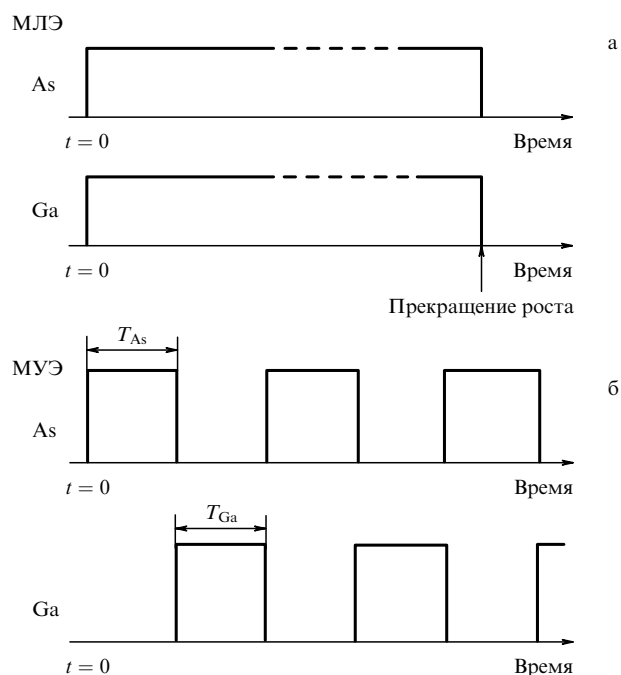 МЛЭ
а
As
t = 0
Время
Ga
t = 0
Время
Прекращение роста
T_As
МУЭ
б
As
t = 0
Время
T_Ga
Ga
t = 0
Время